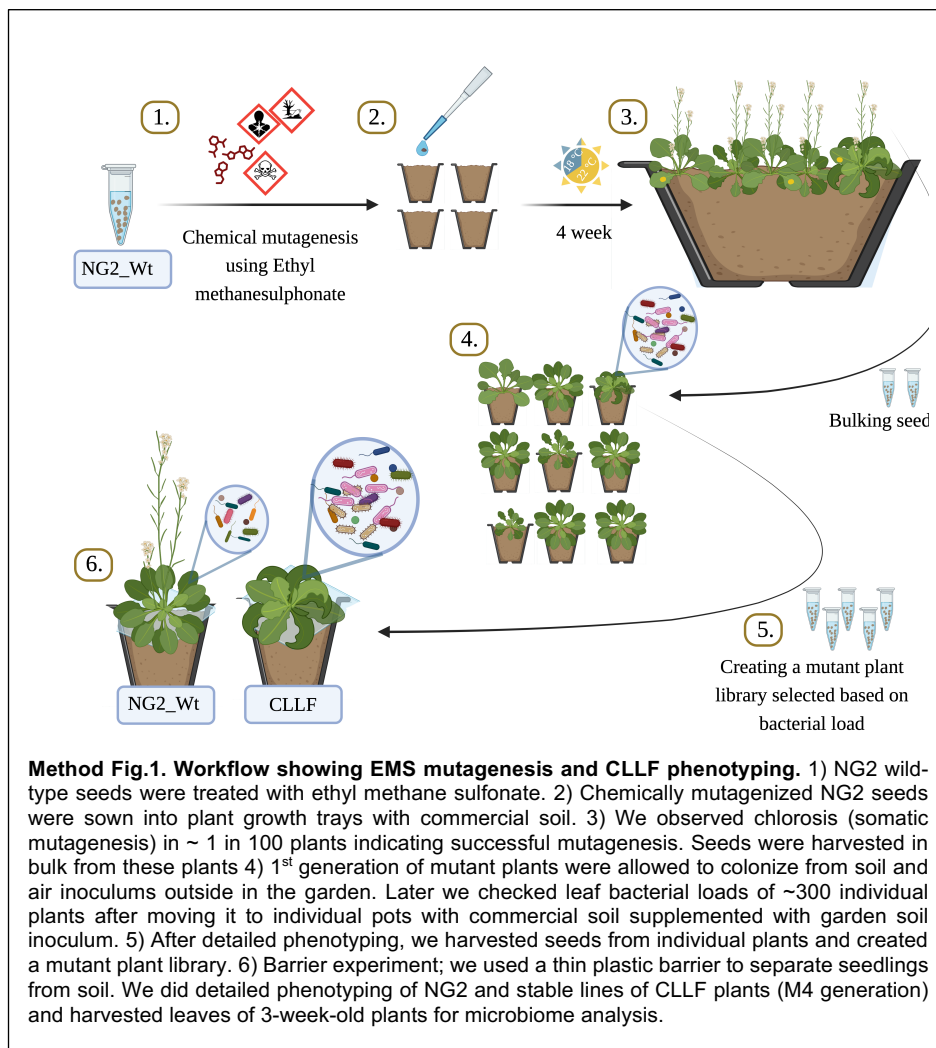 1.
2.
3.
18 °C
22 °C
NG2_Wt
Chemical mutagenesis
using Ethyl
methanesulphonate
4 week
4.
Bulking seed
6.
5.
NG2_Wt
CLLF
Creating a mutant plant
library selected based on
bacterial load
Method Fig.1. Workflow showing EMS mutagenesis and CLLF phenotyping. 1) NG2 wild-
type seeds were treated with ethyl methane sulfonate. 2) Chemically mutagenized NG2 seeds
were sown into plant growth trays with commercial soil. 3) We observed chlorosis (somatic
mutagenesis) in ~ 1 in 100 plants indicating successful mutagenesis. Seeds were harvested in
bulk from these plants 4) 1st generation of mutant plants were allowed to colonize from soil and
air inoculums outside in the garden. Later we checked leaf bacterial loads of ~300 individual
plants after moving it to individual pots with commercial soil supplemented with garden soil
inoculum. 5) After detailed phenotyping, we harvested seeds from individual plants and created
a mutant plant library. 6) Barrier experiment; we used a thin plastic barrier to separate seedlings
from soil. We did detailed phenotyping of NG2 and stable lines of CLLF plants (M4 generation)
and harvested leaves of 3-week-old plants for microbiome analysis.